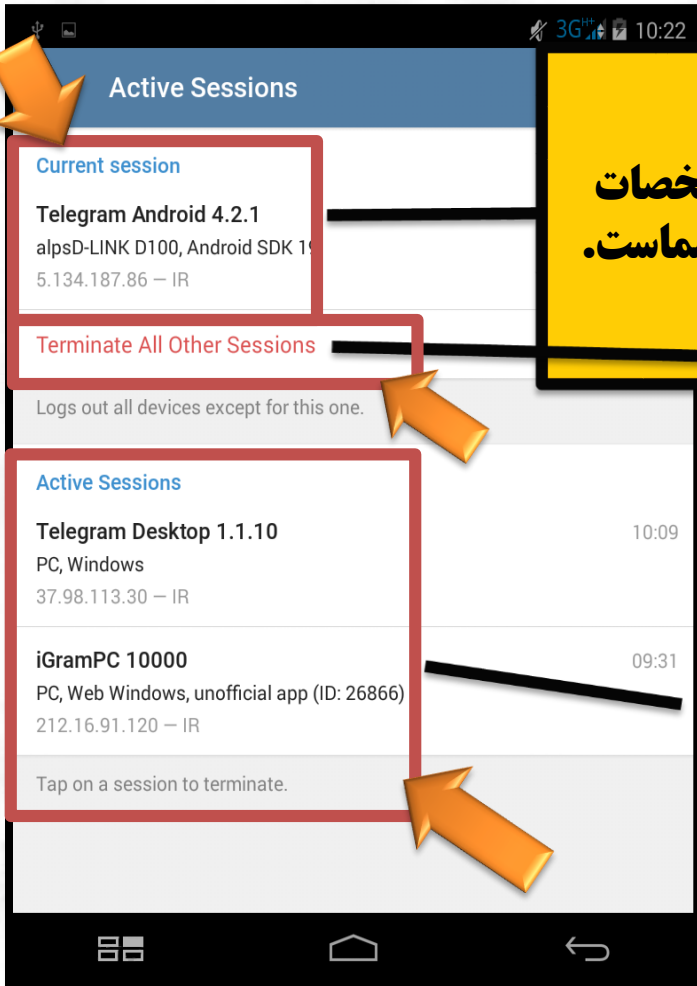 3G H+ 10:22
Active Sessions
Current session
Telegram Android 4.2.1
alpsD-LINK D100, Android SDK 19
5.134.187.86 — IR
Terminate All Other Sessions
Logs out all devices except for this one.
Active Sessions
Telegram Desktop 1.1.10 10:09
PC, Windows
37.98.113.30 — IR
iGramPC 10000 09:31
PC, Web Windows, unofficial app (ID: 26866)
212.16.91.120 — IR
Tap on a session to terminate.